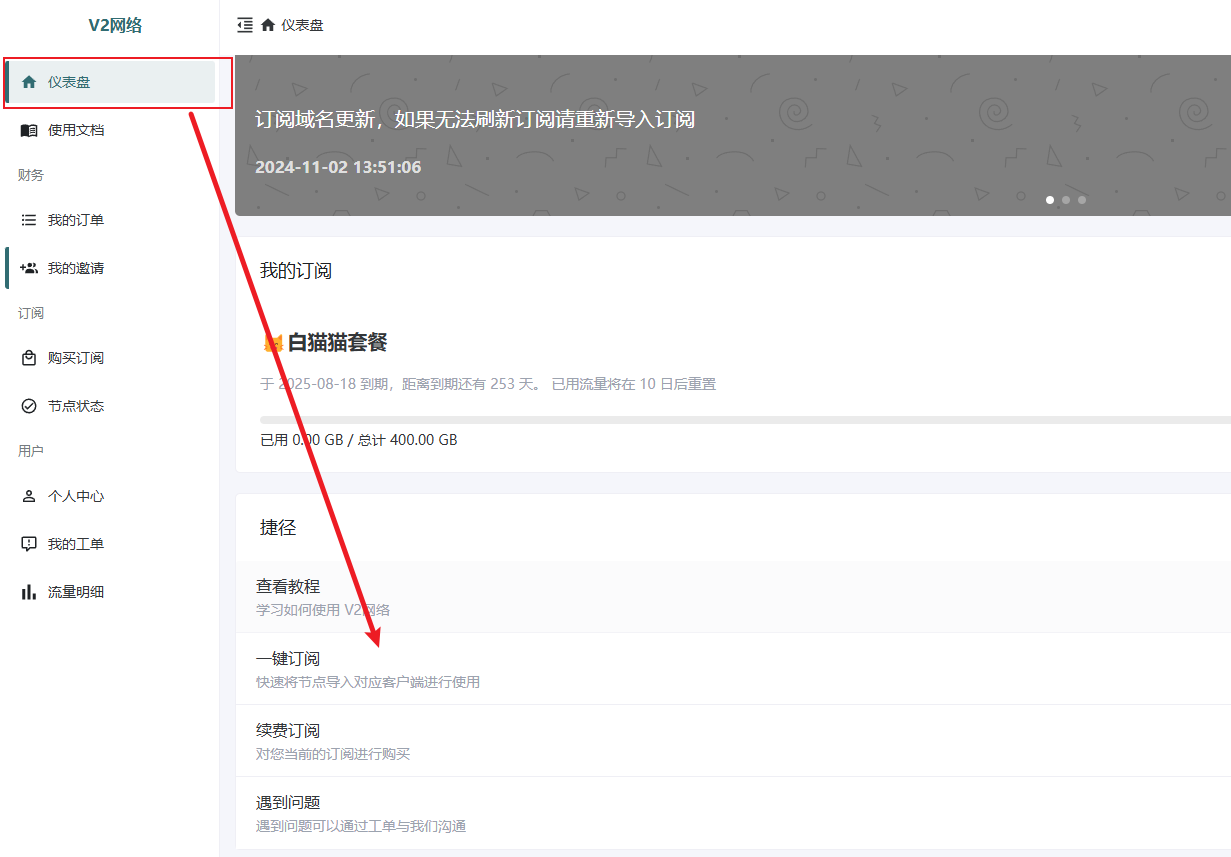 V2网络
仪表盘
仪表盘
使用文档
财务
我的订单
我的邀请
订阅
购买订阅
节点状态
用户
个人中心
我的工单
流量明细
订阅域名更新，如果无法刷新订阅请重新导入订阅
2024-11-02 13:51:06
我的订阅
白猫猫套餐
于 2025-08-18 到期，距离到期还有 253 天。 已用流量将在 10 日后重置
已用 0.00 GB / 总计 400.00 GB
捷径
查看教程
学习如何使用 V2网络
一键订阅
快速将节点导入对应客户端进行使用
续费订阅
对您当前的订阅进行购买
遇到问题
遇到问题可以通过工单与我们沟通